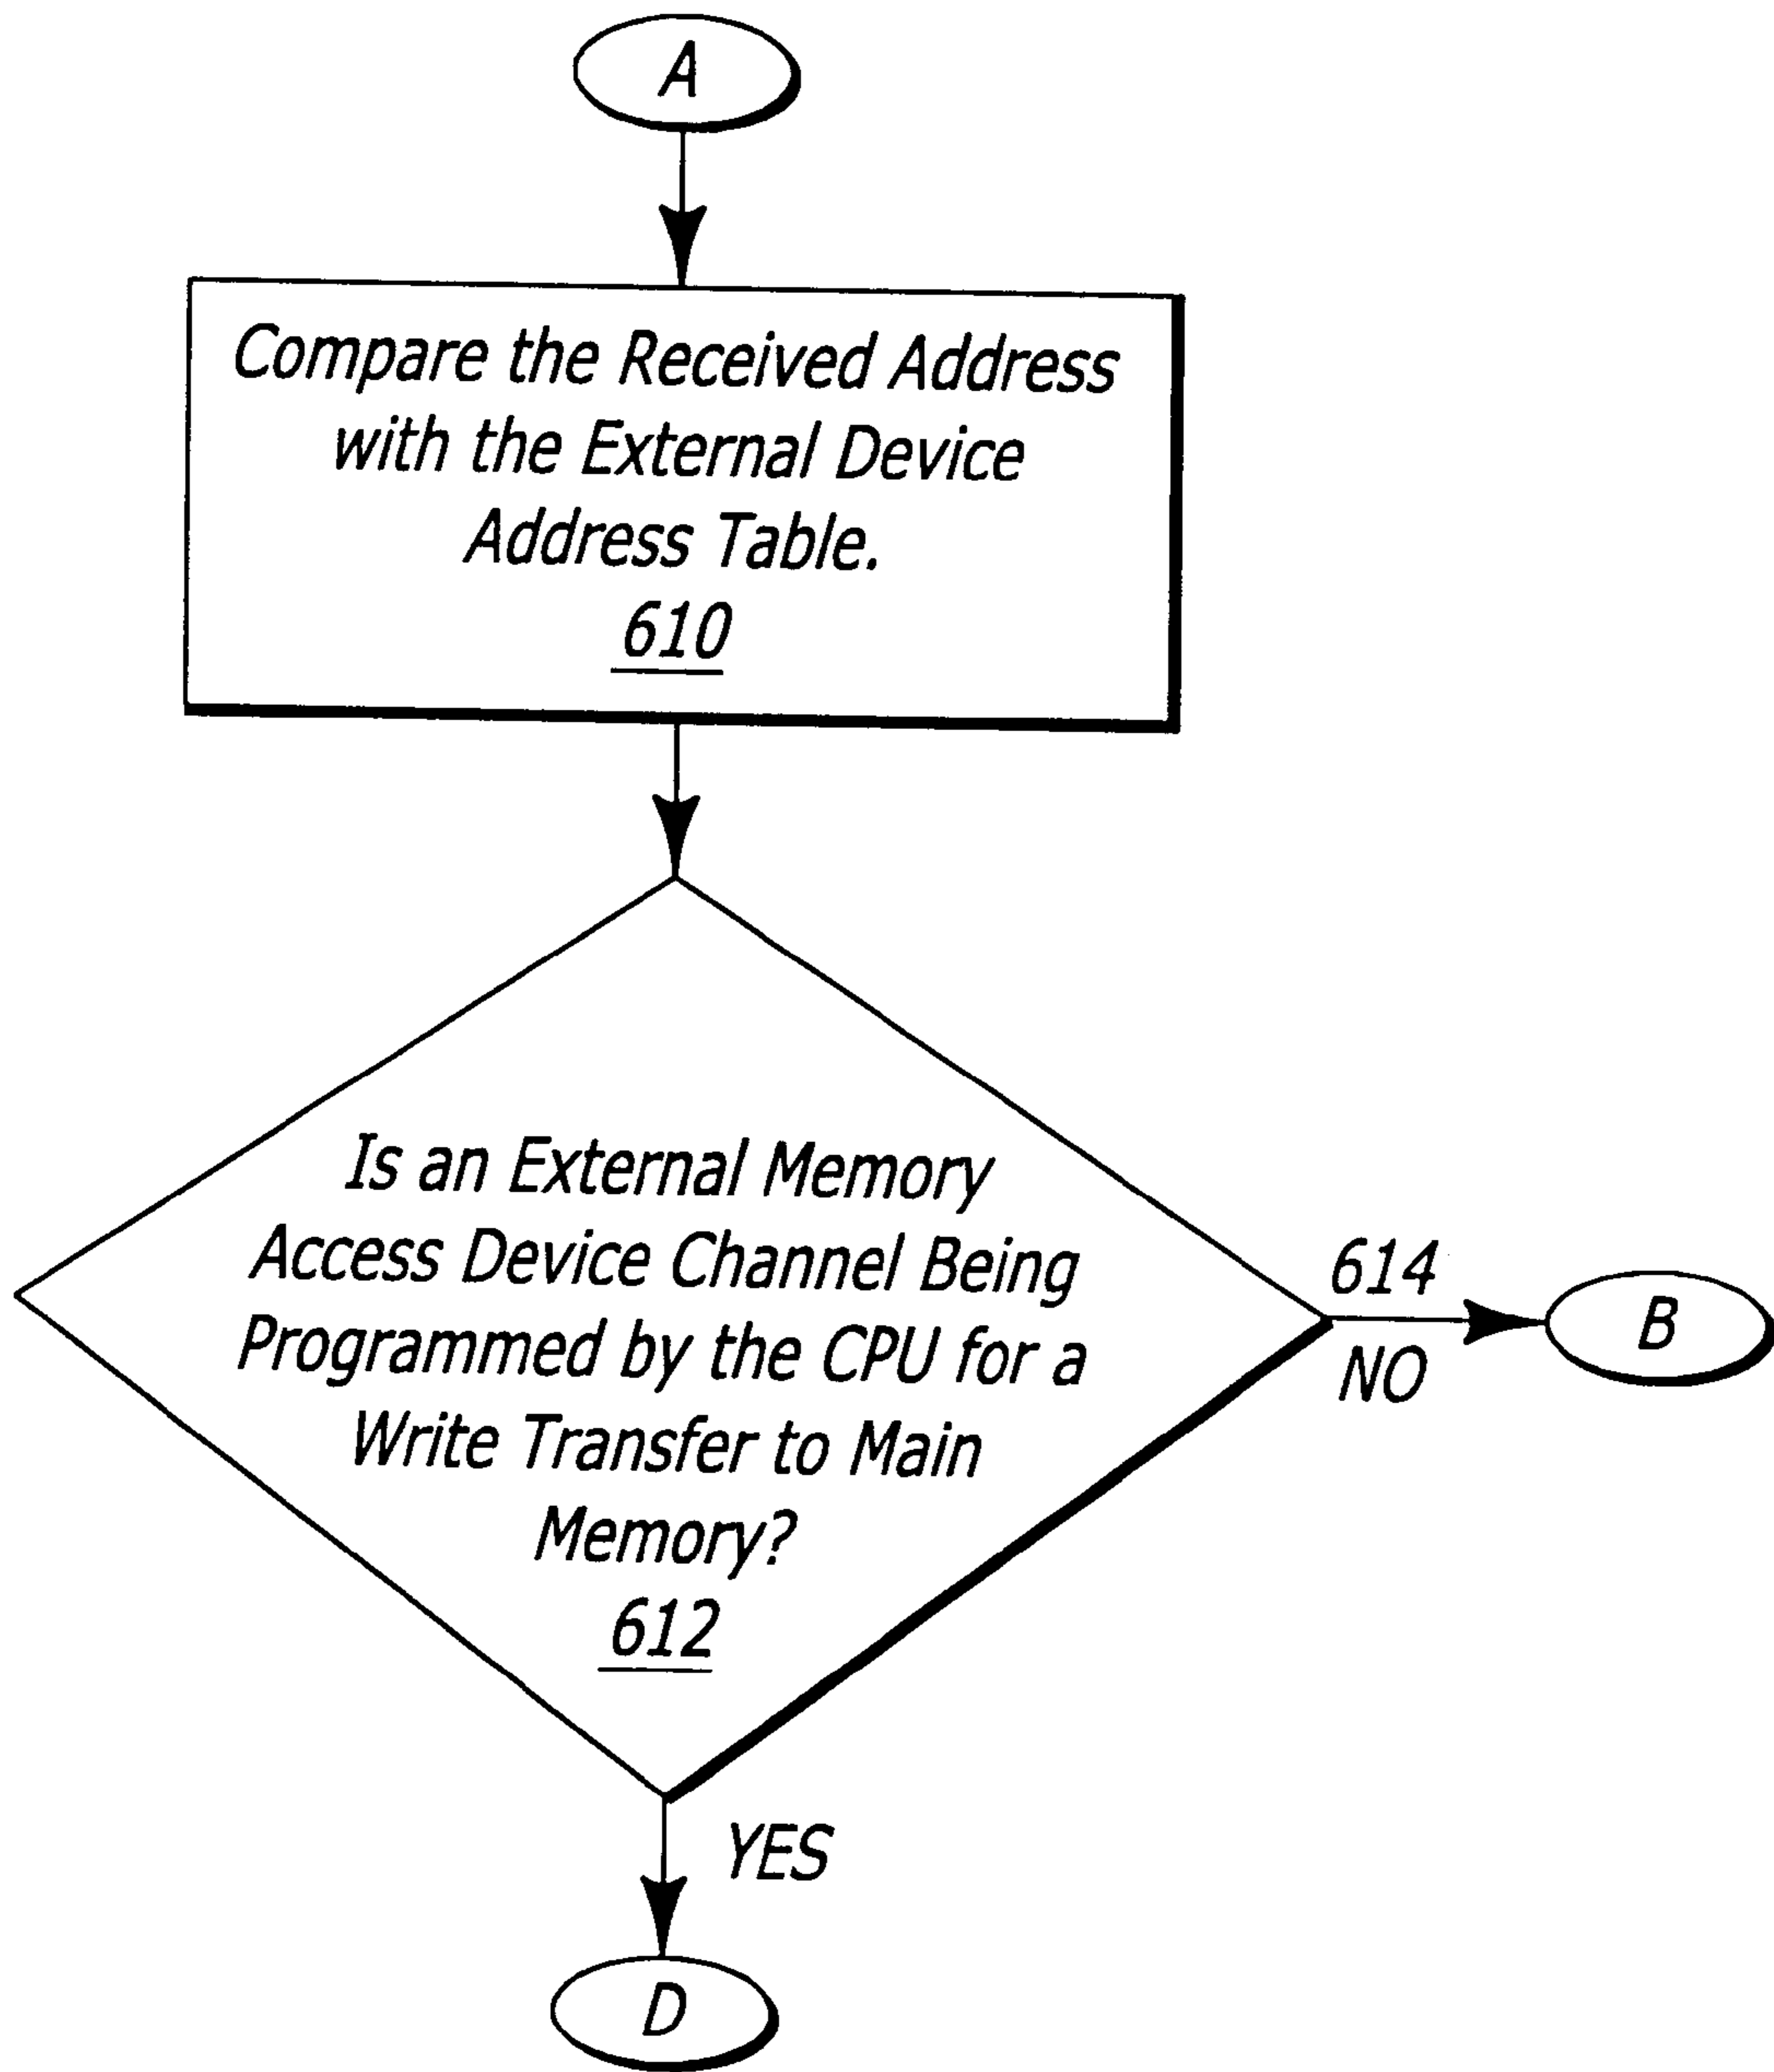 A
Compare the Received Address
with the External Device
Address Table.
610
Is an External Memory
Access Device Channel Being
Programmed by the CPU for a
Write Transfer to Main
Memory?
612
614
NO
B
YES
D